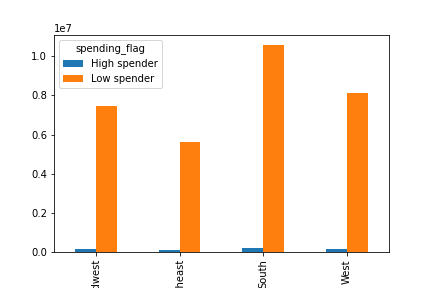 1e7
spending_flag
High spender
Low spender
1.0
0.8
0.6
0.4
0.2
0.0
dwest
heast
South
West